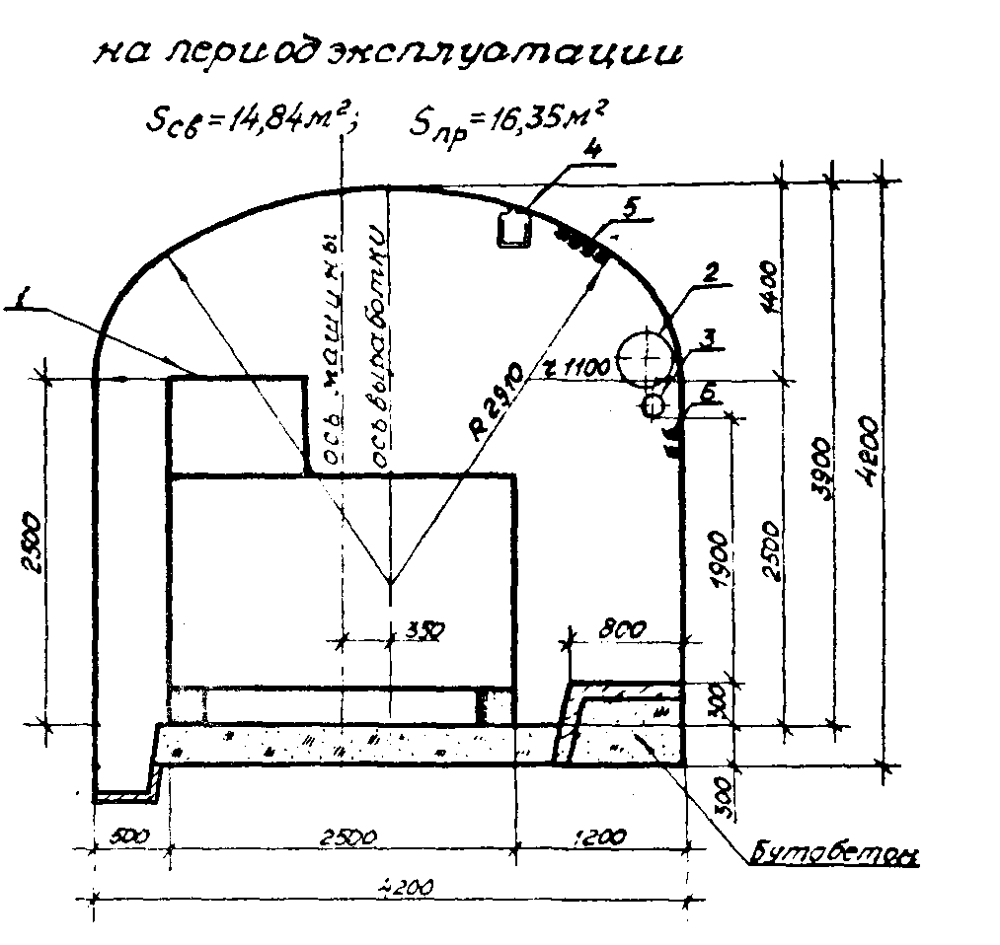 на период эксплуатации
Sсв=14,84м²; Sпр=16,35м²
4
5
2
1
3
6
ось машины
ось выработки
1400
r 1100
R 2910
3900
4200
2500
1900
2500
350
800
300
300
500
2500
1200
Бутобетон
4200